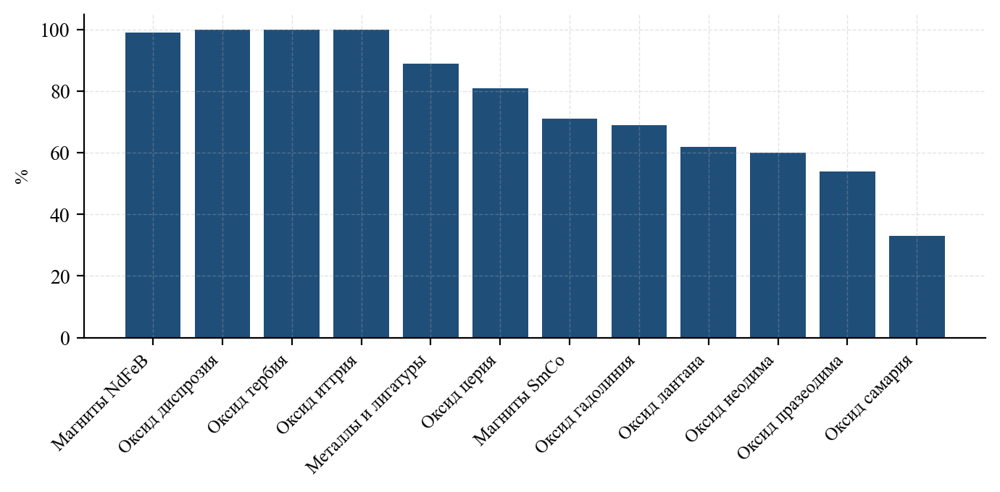 100
80
60
40
20
0
%
Магниты NdFeB
Оксид диспрозия
Оксид тербия
Оксид иттрия
Металлы и лигатуры
Оксид церия
Магниты SmCo
Оксид гадолиния
Оксид лантана
Оксид неодима
Оксид празеодима
Оксид самария